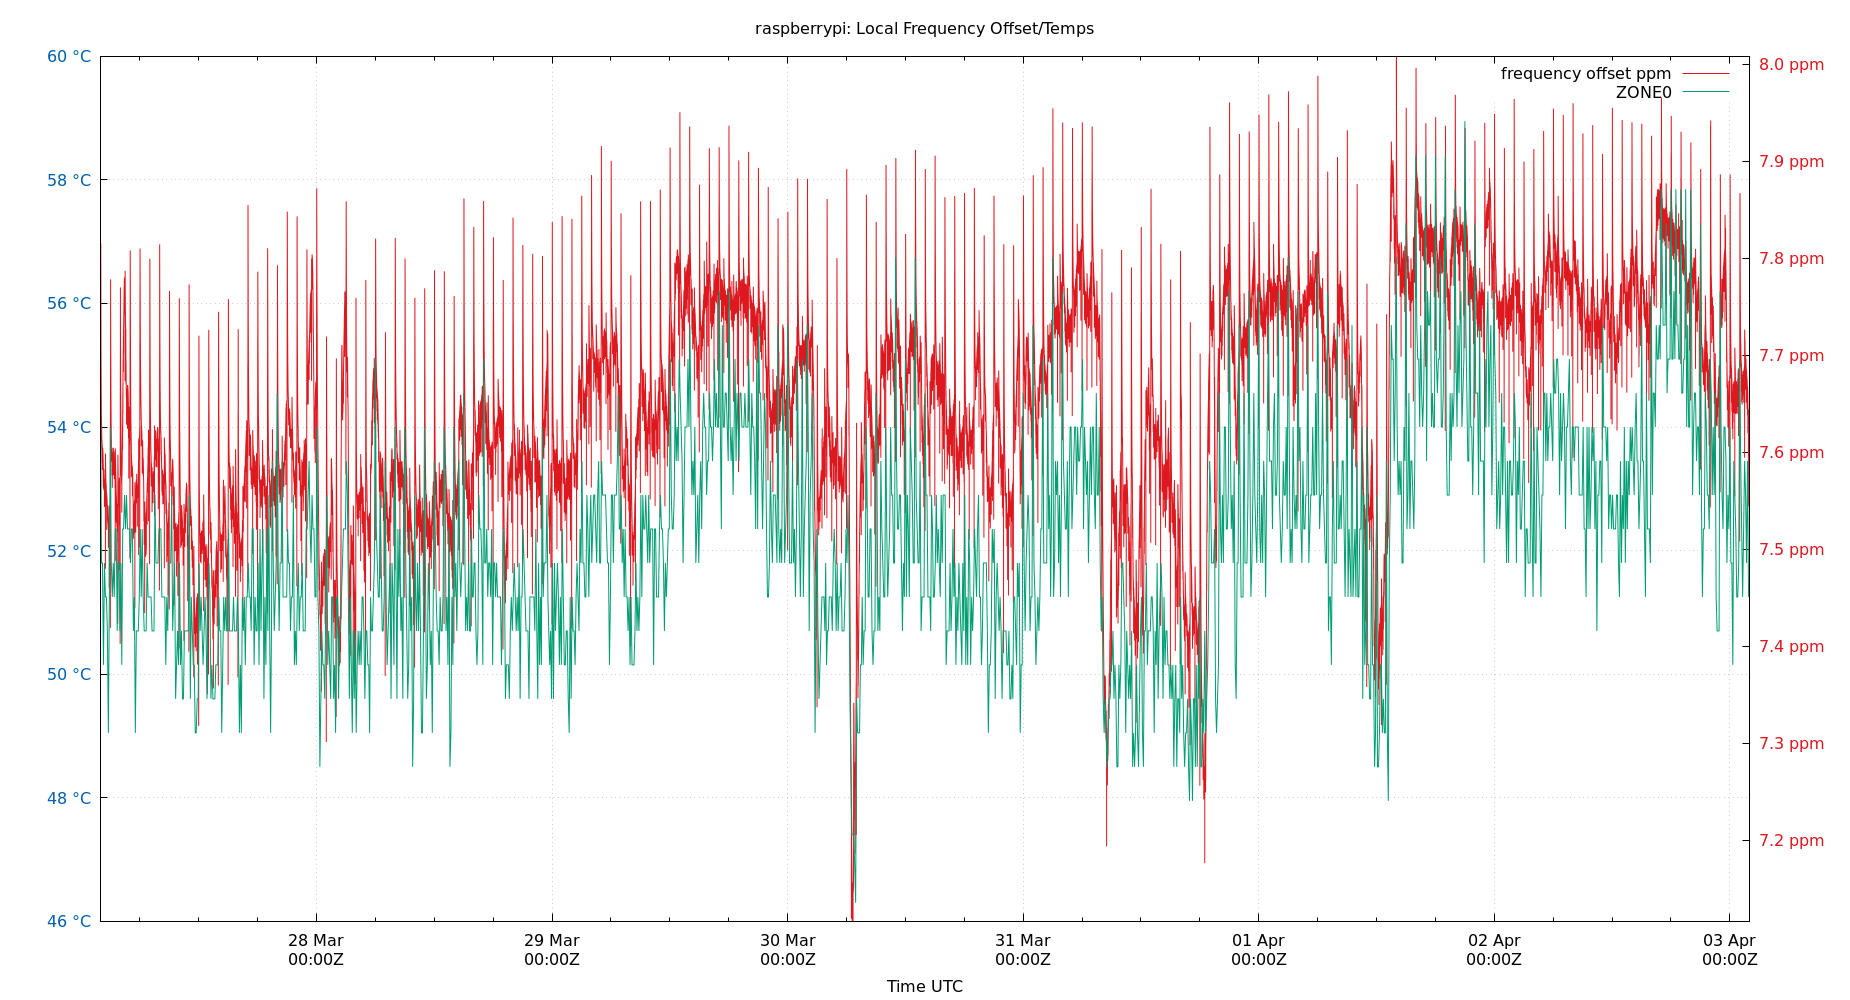 raspberrypi: Local Frequency Offset/Temps
60 °C
58 °C
56 °C
54 °C
52 °C
50 °C
48 °C
46 °C
8.0 ppm
7.9 ppm
7.8 ppm
7.7 ppm
7.6 ppm
7.5 ppm
7.4 ppm
7.3 ppm
7.2 ppm
frequency offset ppm
ZONE0
28 Mar
00:00Z
29 Mar
00:00Z
30 Mar
00:00Z
31 Mar
00:00Z
01 Apr
00:00Z
02 Apr
00:00Z
03 Apr
00:00Z
Time UTC